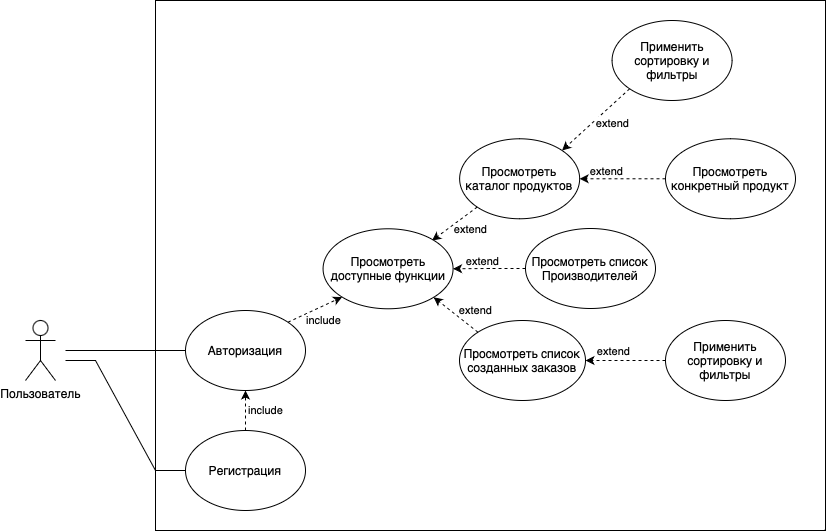 Применить
сортировку и
фильтры
extend
Просмотреть
каталог продуктов
extend
Просмотреть
конкретный продукт
extend
Просмотреть
доступные функции
extend
Просмотреть список
Производителей
extend
include
Пользователь
Авторизация
Просмотреть список
созданных заказов
extend
Применить
сортировку и
фильтры
include
Регистрация